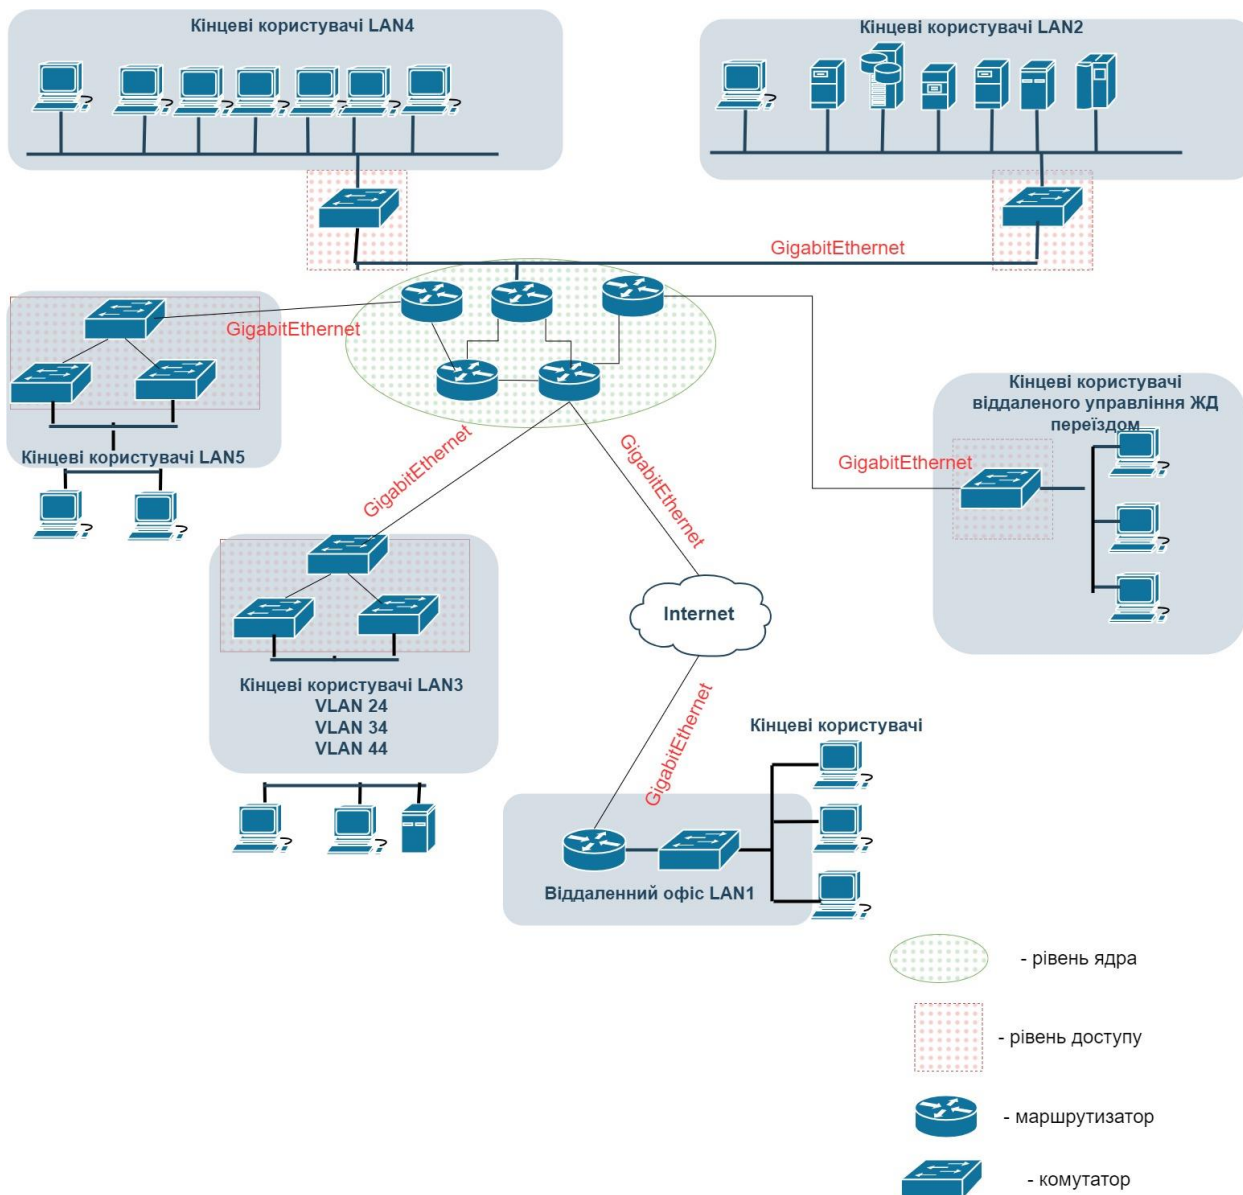 Кінцеві користувачі LAN4
Кінцеві користувачі LAN2
GigabitEthernet
GigabitEthernet
Кінцеві користувачі
віддаленого управління ЖД
переїздом
GigabitEthernet
GigabitEthernet
GigabitEthernet
Кінцеві користувачі LAN5
Internet
Кінцеві користувачі LAN3
VLAN 24
VLAN 34
VLAN 44
GigabitEthernet
Кінцеві користувачі
Віддаленний офіс LAN1
- рівень ядра
- рівень доступу
- маршрутизатор
- комутатор